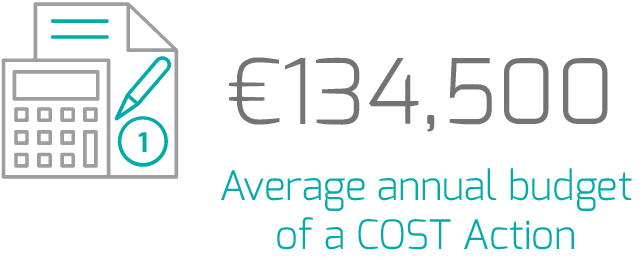 1
€134,500
Average annual budget
of a COST Action